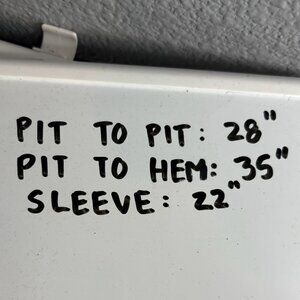 PIT TO PIT: 28"
PIT TO HEM: 35"
SLEEVE: 22"